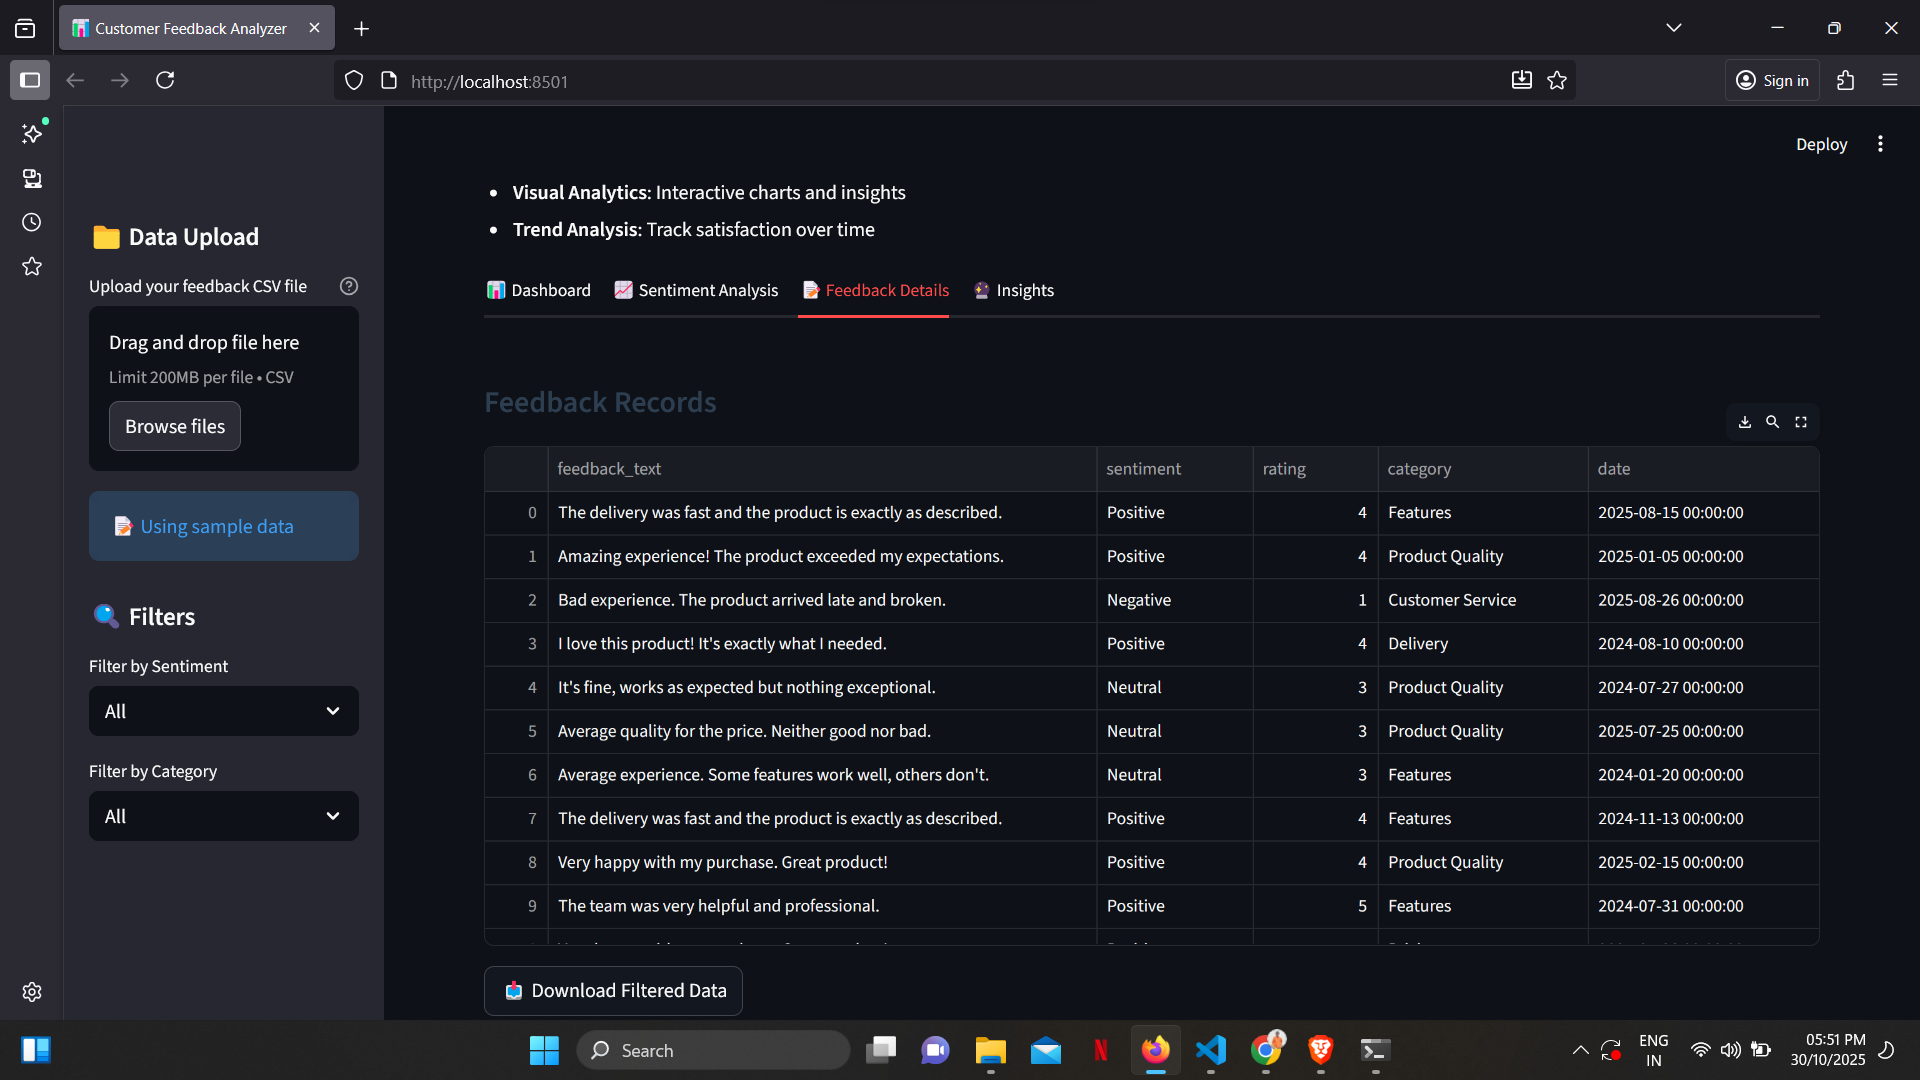 Customer Feedback Analyzer
http://localhost:8501
Sign in
Deploy
Data Upload
Upload your feedback CSV file
Drag and drop file here
Limit 200MB per file • CSV
Browse files
Using sample data
Filters
Filter by Sentiment
All
Filter by Category
All
• Visual Analytics: Interactive charts and insights
• Trend Analysis: Track satisfaction over time
Dashboard Sentiment Analysis Feedback Details Insights
Feedback Records
feedback_text sentiment rating category date
0 The delivery was fast and the product is exactly as described. Positive 4 Features 2025-08-15 00:00:00
1 Amazing experience! The product exceeded my expectations. Positive 4 Product Quality 2025-01-05 00:00:00
2 Bad experience. The product arrived late and broken. Negative 1 Customer Service 2025-08-26 00:00:00
3 I love this product! It's exactly what I needed. Positive 4 Delivery 2024-08-10 00:00:00
4 It's fine, works as expected but nothing exceptional. Neutral 3 Product Quality 2024-07-27 00:00:00
5 Average quality for the price. Neither good nor bad. Neutral 3 Product Quality 2025-07-25 00:00:00
6 Average experience. Some features work well, others don't. Neutral 3 Features 2024-01-20 00:00:00
7 The delivery was fast and the product is exactly as described. Positive 4 Features 2024-11-13 00:00:00
8 Very happy with my purchase. Great product! Positive 4 Product Quality 2025-02-15 00:00:00
9 The team was very helpful and professional. Positive 5 Features 2024-07-31 00:00:00
Download Filtered Data
Search
ENG
IN
05:51 PM
30/10/2025